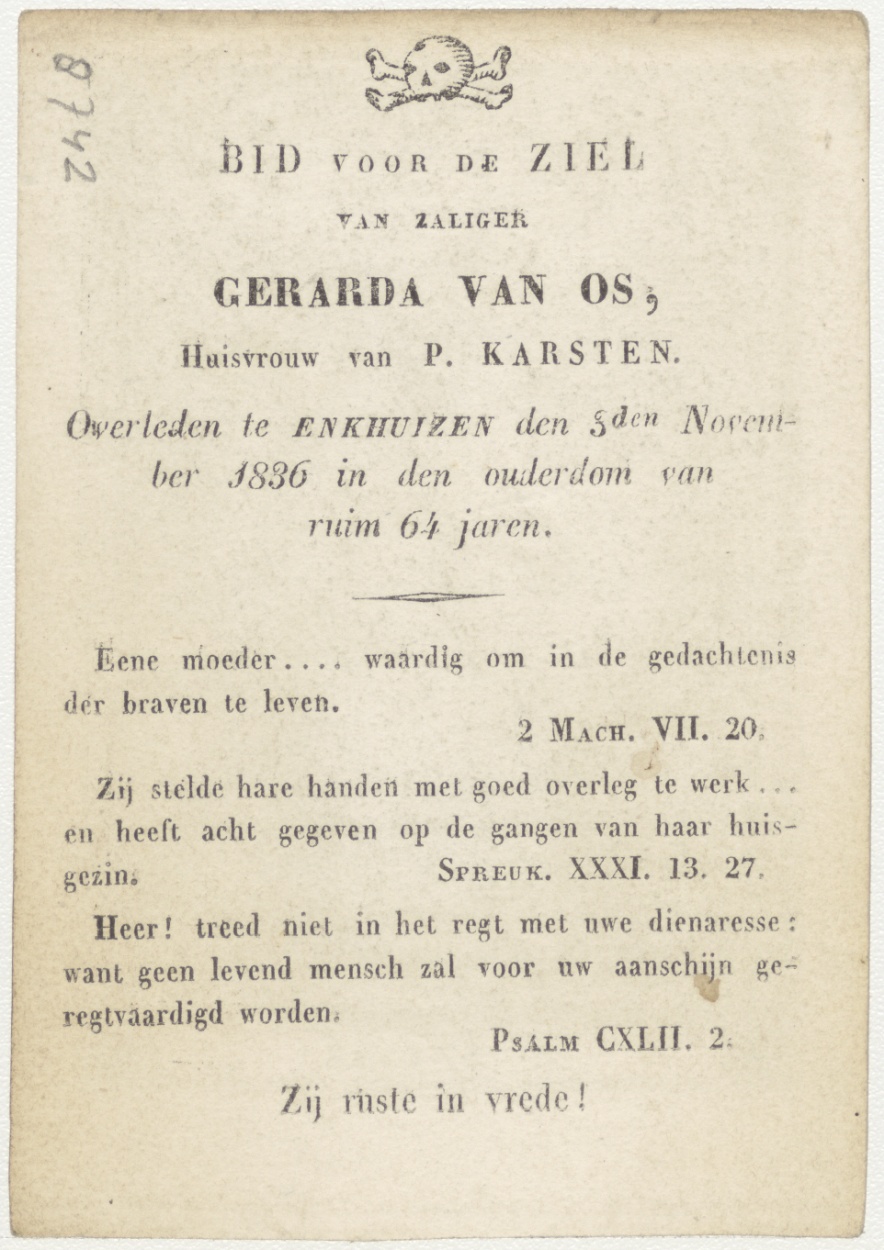 8742
BID VOOR DE ZIEL
VAN ZALIGER
GERARDA VAN OS,
Huisvrouw van P. KARSTEN.
Overleden te ENKHUIZEN den 3den Novem-
ber 1836 in den ouderdom van
ruim 64 jaren.
Eene moeder.... waardig om in de gedachtenis
der braven te leven.
2 MACH. VII. 20.
Zij stelde hare handen met goed overleg te werk...
en heeft acht gegeven op de gangen van haar huis-
gezin. SPREUK. XXXI. 13. 27.
Heer! treed niet in het regt met uwe dienaresse:
want geen levend mensch zal voor uw aanschijn ge-
regtvaardigd worden.
PSALM CXLII. 2.
Zij ruste in vrede!